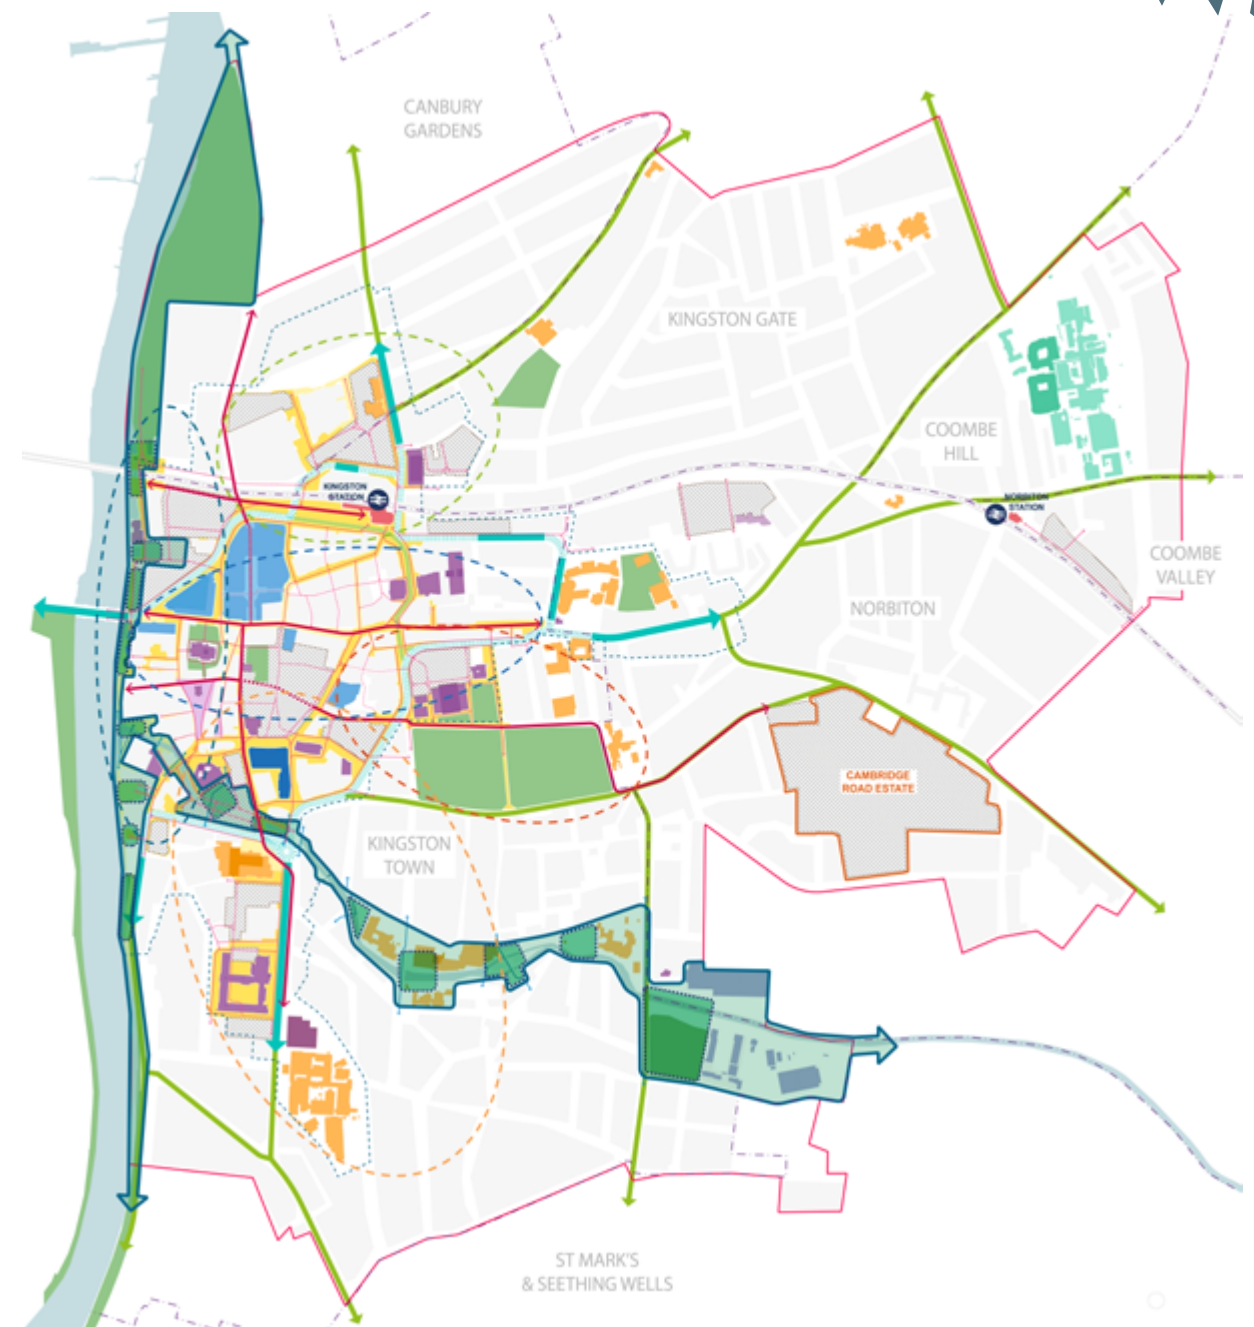 CANBURY
GARDENS
KINGSTON GATE
COOMBE
HILL
KINGSTON
STATION
NORBITON
STATION
COOMBE
VALLEY
NORBITON
CAMBRIDGE
ROAD ESTATE
KINGSTON
TOWN
ST MARK'S
& SEETHING WELLS